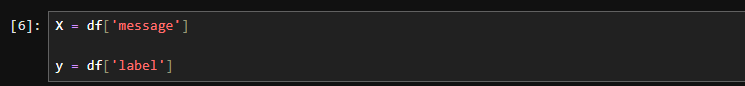 [6]: X = df['message']
y = df['label']